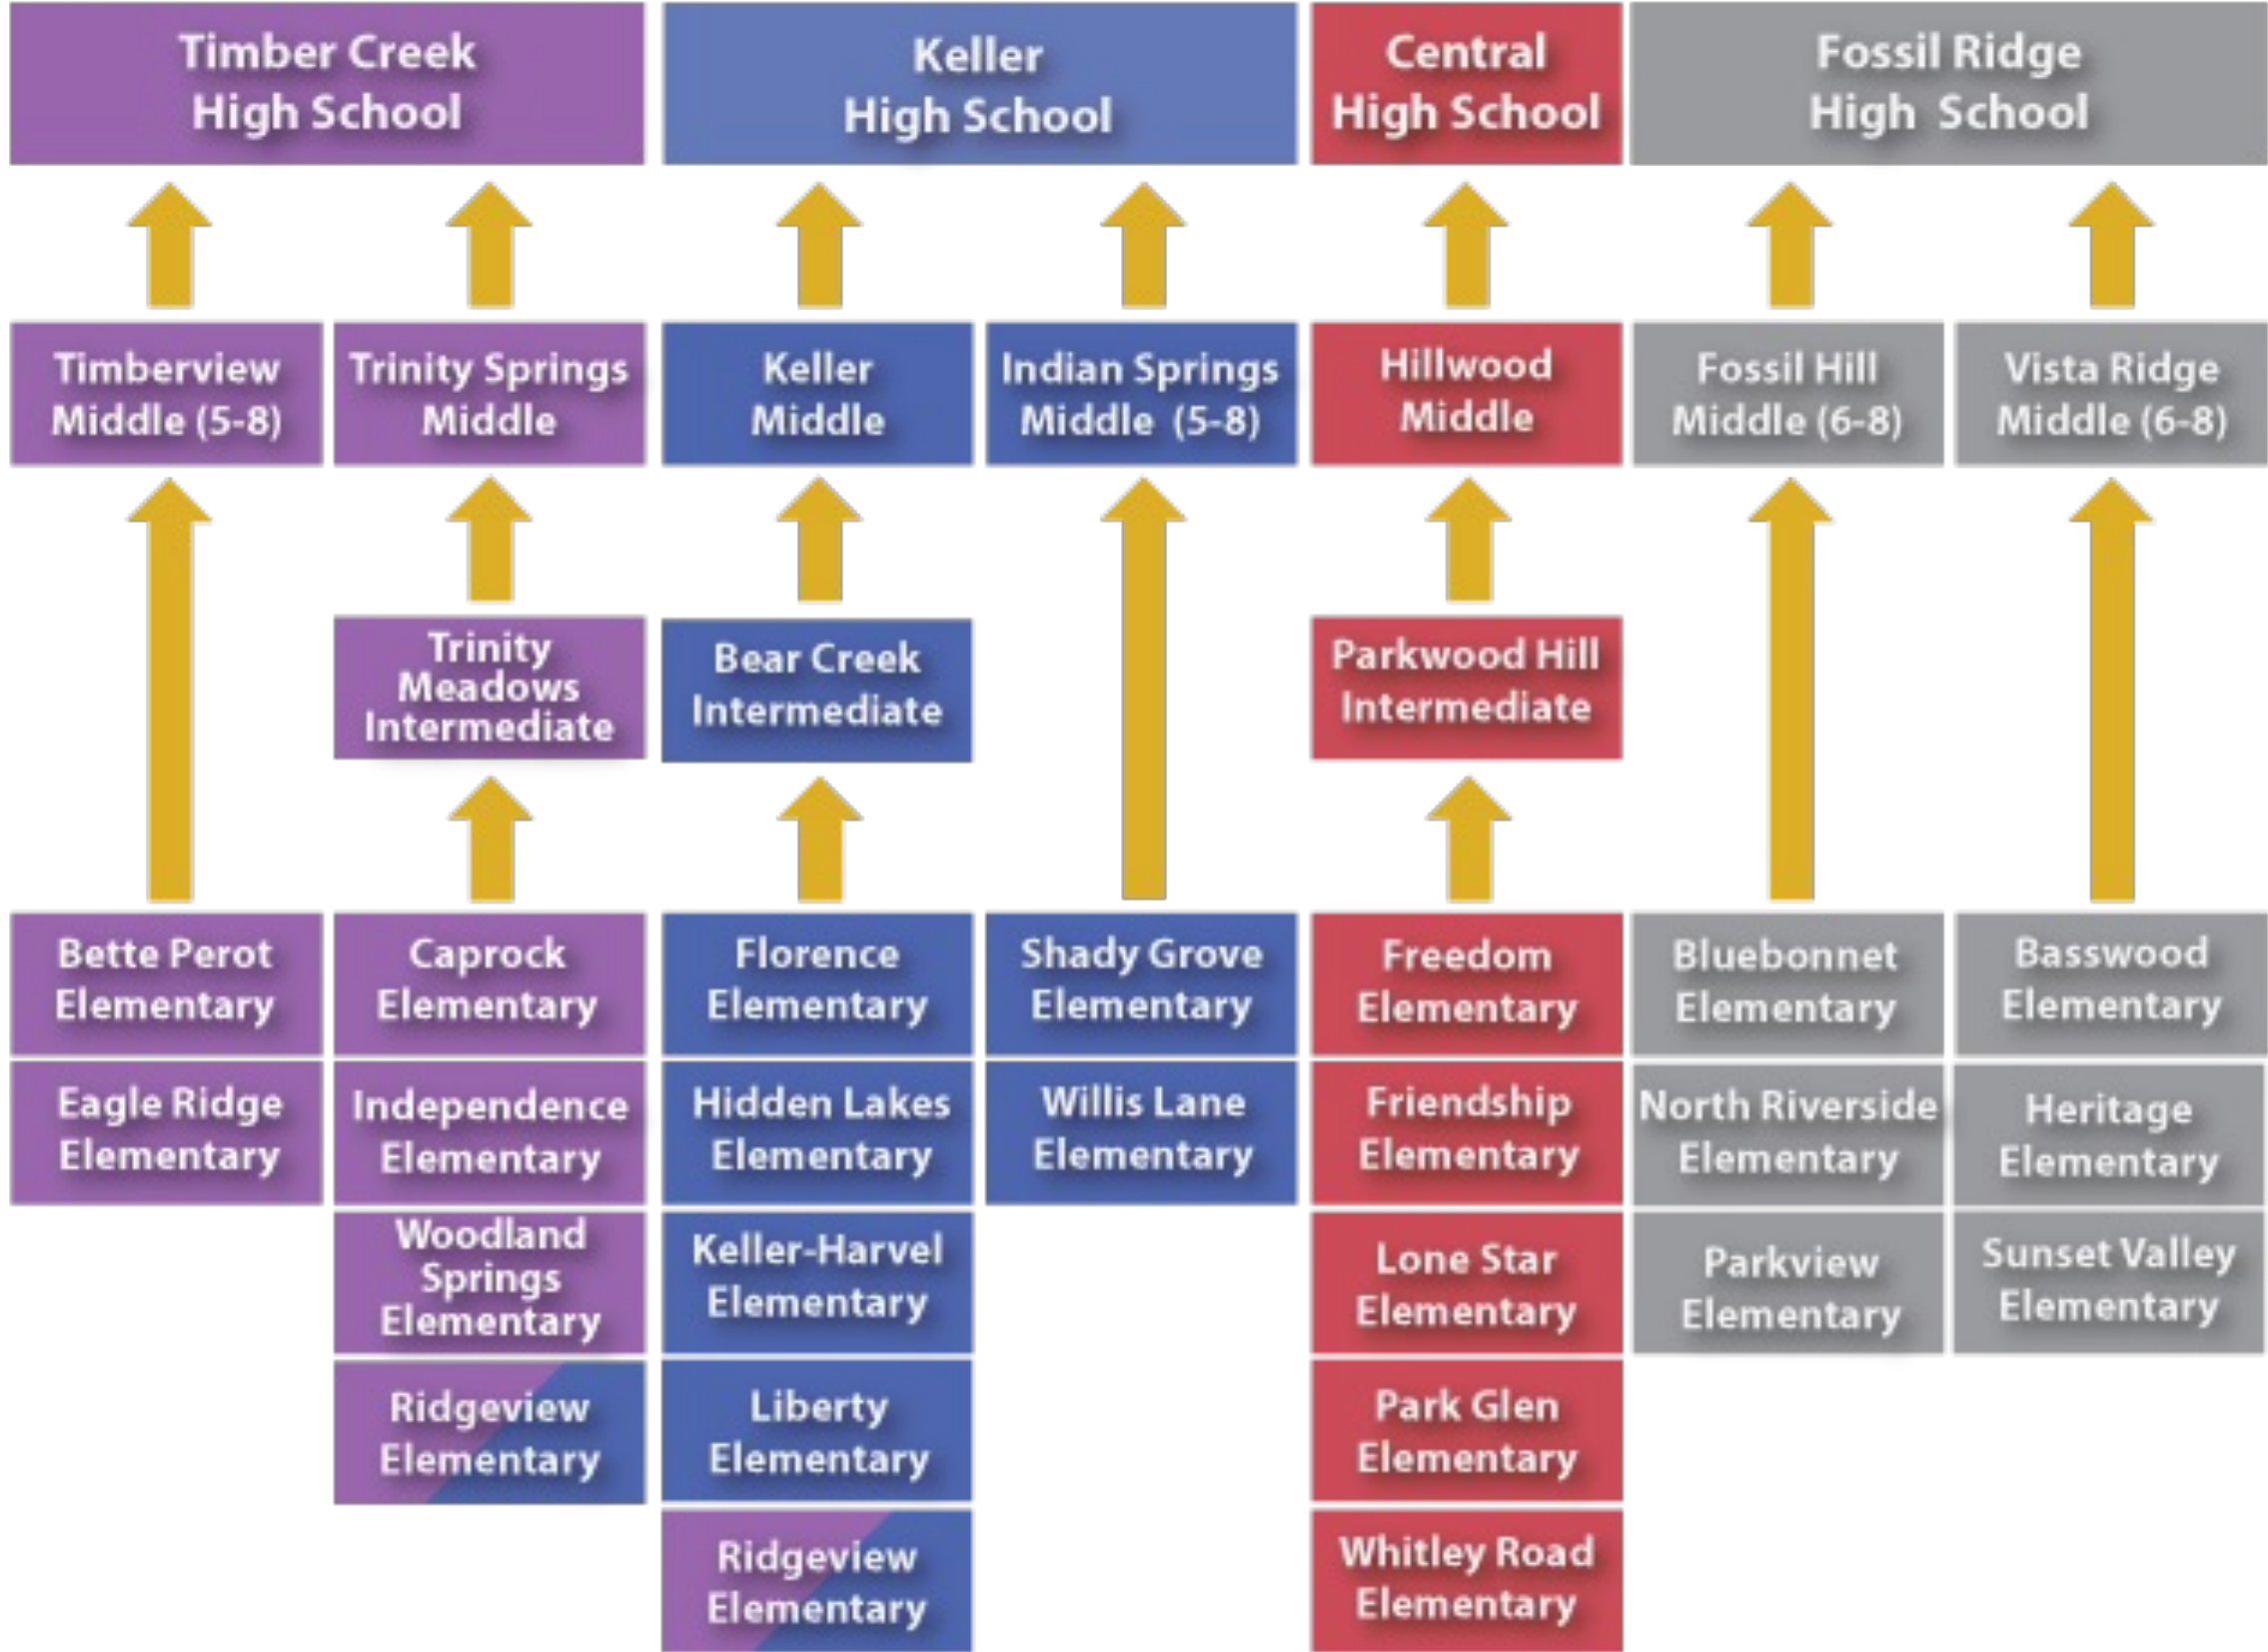 Timber Creek
High School
Keller
High School
Central
High School
Fossil Ridge
High School
Timberview
Middle (5-8)
Trinity Springs
Middle
Keller
Middle
Indian Springs
Middle (5-8)
Hillwood
Middle
Fossil Hill
Middle (6-8)
Vista Ridge
Middle (6-8)
Trinity
Meadows
Intermediate
Bear Creek
Intermediate
Parkwood Hill
Intermediate
Bette Perot
Elementary
Caprock
Elementary
Florence
Elementary
Shady Grove
Elementary
Freedom
Elementary
Bluebonnet
Elementary
Basswood
Elementary
Eagle Ridge
Elementary
Independence
Elementary
Hidden Lakes
Elementary
Willis Lane
Elementary
Friendship
Elementary
North Riverside
Elementary
Heritage
Elementary
Woodland
Springs
Elementary
Keller-Harvel
Elementary
Lone Star
Elementary
Parkview
Elementary
Sunset Valley
Elementary
Ridgeview
Elementary
Liberty
Elementary
Park Glen
Elementary
Ridgeview
Elementary
Whitley Road
Elementary